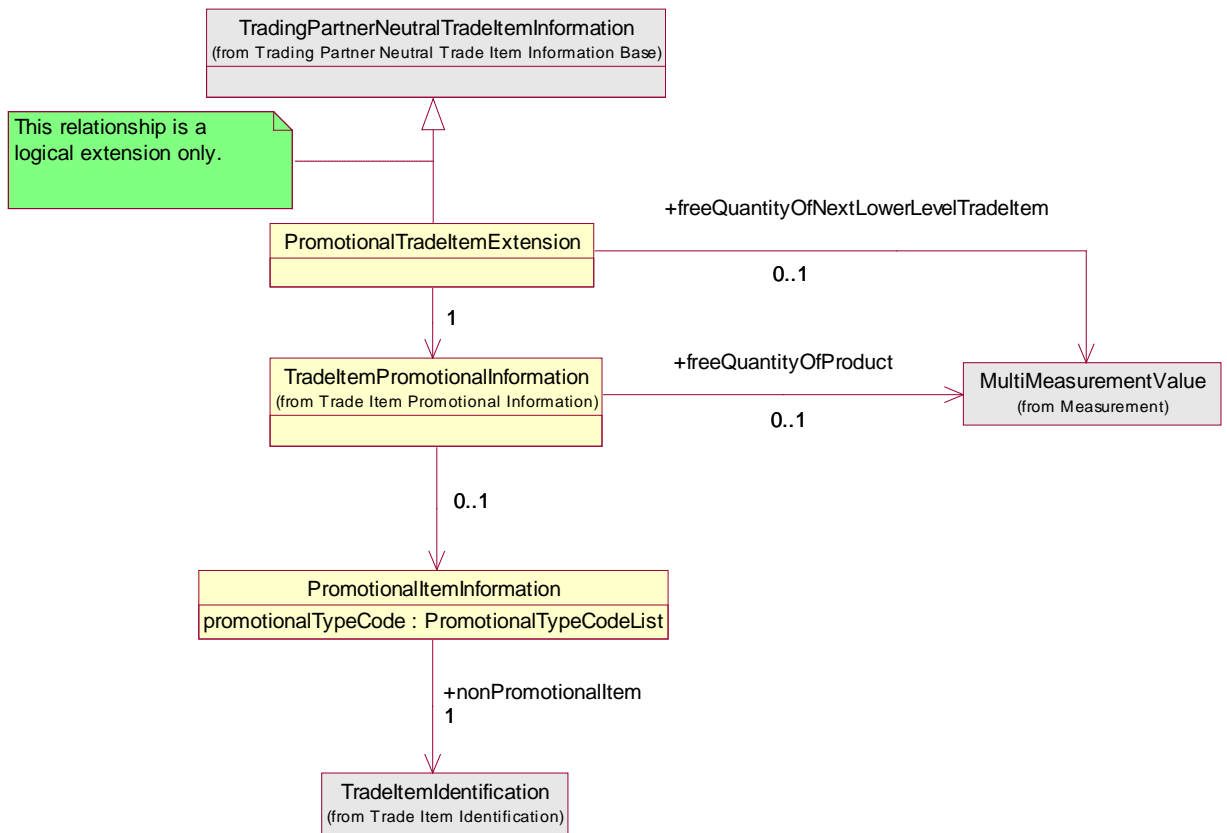 TradingPartnerNeutralTradeItemInformation
(from Trading Partner Neutral Trade Item Information Base)
This relationship is a
logical extension only.
+freeQuantityOfNextLowerLevelTradeItem
PromotionalTradeItemExtension
0..1
1
+freeQuantityOfProduct
TradeItemPromotionalInformation
(from Trade Item Promotional Information)
MultiMeasurementValue
(from Measurement)
0..1
0..1
PromotionalItemInformation
promotionalTypeCode : PromotionalTypeCodeList
+nonPromotionalItem
1
TradeItemIdentification
(from Trade Item Identification)